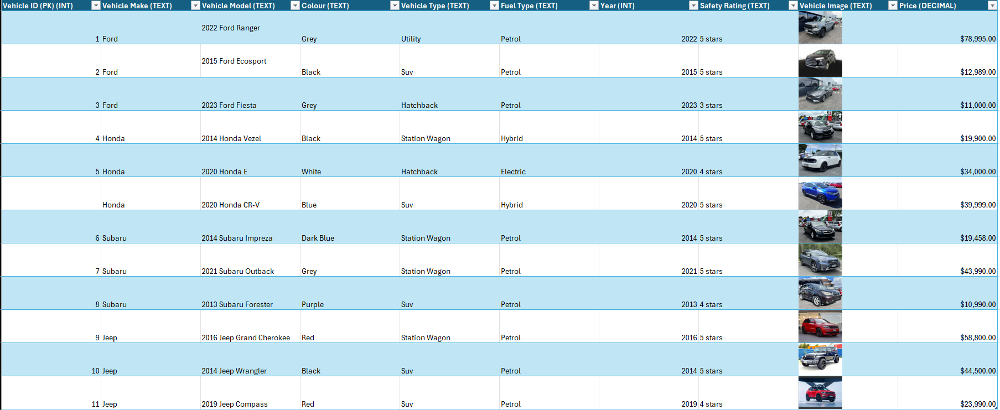 Vehicle ID (PK) (INT) Vehicle Make (TEXT) Vehicle Model (TEXT) Colour (TEXT) Vehicle Type (TEXT) Fuel Type (TEXT) Year (INT) Safety Rating (TEXT) Vehicle Image (TEXT) Price (DECIMAL)
1 Ford 2022 Ford Ranger Grey Utility Petrol 2022 5 stars $78,995.00
2 Ford 2015 Ford Ecosport Black Suv Petrol 2015 5 stars $12,989.00
3 Ford 2023 Ford Fiesta Grey Hatchback Petrol 2023 3 stars $11,000.00
4 Honda 2014 Honda Vezel Black Station Wagon Hybrid 2014 5 stars $19,900.00
5 Honda 2020 Honda E White Hatchback Electric 2020 4 stars $34,000.00
Honda 2020 Honda CR-V Blue Suv Hybrid 2020 5 stars $39,999.00
6 Subaru 2014 Subaru Impreza Dark Blue Station Wagon Petrol 2014 5 stars $19,458.00
7 Subaru 2021 Subaru Outback Grey Station Wagon Petrol 2021 5 stars $43,990.00
8 Subaru 2013 Subaru Forester Purple Suv Petrol 2013 4 stars $10,990.00
9 Jeep 2016 Jeep Grand Cherokee Red Station Wagon Petrol 2016 5 stars $58,800.00
10 Jeep 2014 Jeep Wrangler Black Suv Petrol 2014 5 stars $44,500.00
11 Jeep 2019 Jeep Compass Red Suv Petrol 2019 4 stars $23,990.00